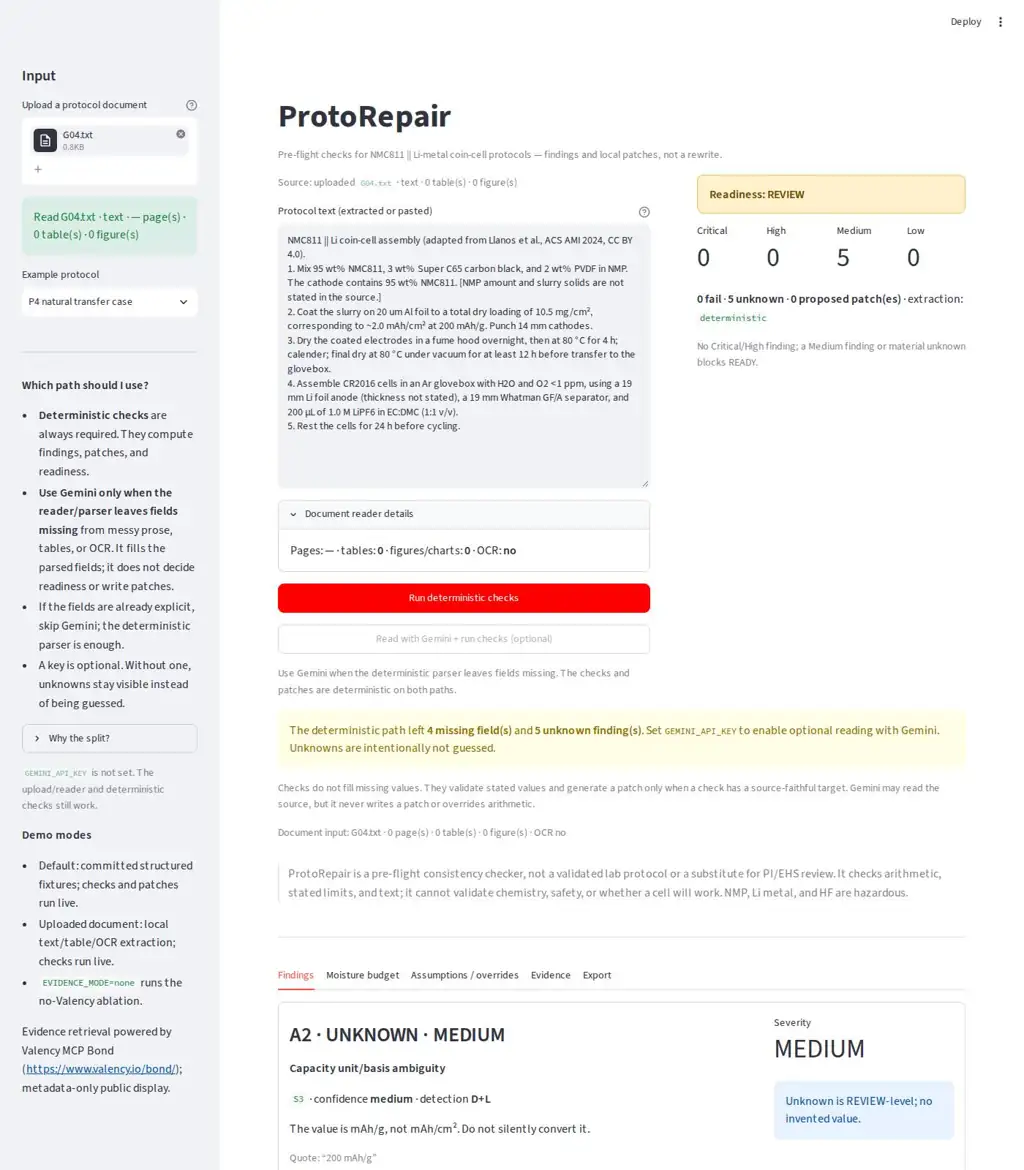 Deploy
Input
Upload a protocol document
G04.txt
0.8KB
Read G04.txt · text · — page(s) ·
0 table(s) · 0 figure(s)
Example protocol
P4 natural transfer case
Which path should I use?
Deterministic checks are
always required. They compute
findings, patches, and
readiness.
Use Gemini only when the
reader/parser leaves fields
missing from messy prose,
tables, or OCR. It fills the
parsed fields; it does not decide
readiness or write patches.
If the fields are already explicit,
skip Gemini; the deterministic
parser is enough.
A key is optional. Without one,
unknowns stay visible instead
of being guessed.
Why the split?
GEMINI_API_KEY is not set. The
upload/reader and deterministic
checks still work.
Demo modes
Default: committed structured
fixtures; checks and patches
run live.
Uploaded document: local
text/table/OCR extraction;
checks run live.
EVIDENCE_MODE=none runs the
no-Valency ablation.
Evidence retrieval powered by
Valency MCP Bond
(https://www.valency.io/bond/);
metadata-only public display.
ProtoRepair
Pre-flight checks for NMC811 || Li-metal coin-cell protocols — findings and local patches, not a rewrite.
Source: uploaded G04.txt · text · 0 table(s) · 0 figure(s)
Protocol text (extracted or pasted)
NMC811 || Li coin-cell assembly (adapted from Llanos et al., ACS AMI 2024, CC BY
4.0).
1. Mix 95 wt% NMC811, 3 wt% Super C65 carbon black, and 2 wt% PVDF in NMP.
The cathode contains 95 wt% NMC811. [NMP amount and slurry solids are not
stated in the source.]
2. Coat the slurry on 20 um Al foil to a total dry loading of 10.5 mg/cm²,
corresponding to ~2.0 mAh/cm² at 200 mAh/g. Punch 14 mm cathodes.
3. Dry the coated electrodes in a fume hood overnight, then at 80 °C for 4 h;
calender; final dry at 80 °C under vacuum for at least 12 h before transfer to the
glovebox.
4. Assemble CR2016 cells in an Ar glovebox with H2O and O2 <1 ppm, using a 19
mm Li foil anode (thickness not stated), a 19 mm Whatman GF/A separator, and
200 µL of 1.0 M LiPF6 in EC:DMC (1:1 v/v).
5. Rest the cells for 24 h before cycling.
Document reader details
Pages: — · tables: 0 · figures/charts: 0 · OCR: no
Run deterministic checks
Read with Gemini + run checks (optional)
Use Gemini when the deterministic parser leaves fields missing. The checks and
patches are deterministic on both paths.
Readiness: REVIEW
Critical High Medium Low
0 0 5 0
0 fail · 5 unknown · 0 proposed patch(es) · extraction:
deterministic
No Critical/High finding; a Medium finding or material unknown
blocks READY.
The deterministic path left 4 missing field(s) and 5 unknown finding(s). Set GEMINI_API_KEY to enable optional reading with Gemini.
Unknowns are intentionally not guessed.
Checks do not fill missing values. They validate stated values and generate a patch only when a check has a source-faithful target. Gemini may read the
source, but it never writes a patch or overrides arithmetic.
Document input: G04.txt · 0 page(s) · 0 table(s) · 0 figure(s) · OCR no
ProtoRepair is a pre-flight consistency checker, not a validated lab protocol or a substitute for PI/EHS review. It checks arithmetic,
stated limits, and text; it cannot validate chemistry, safety, or whether a cell will work. NMP, Li metal, and HF are hazardous.
Findings Moisture budget Assumptions / overrides Evidence Export
A2 · UNKNOWN · MEDIUM
Capacity unit/basis ambiguity
S3 · confidence medium · detection D+L
The value is mAh/g, not mAh/cm². Do not silently convert it.
Quote: “200 mAh/g”
Severity
MEDIUM
Unknown is REVIEW-level; no
invented value.